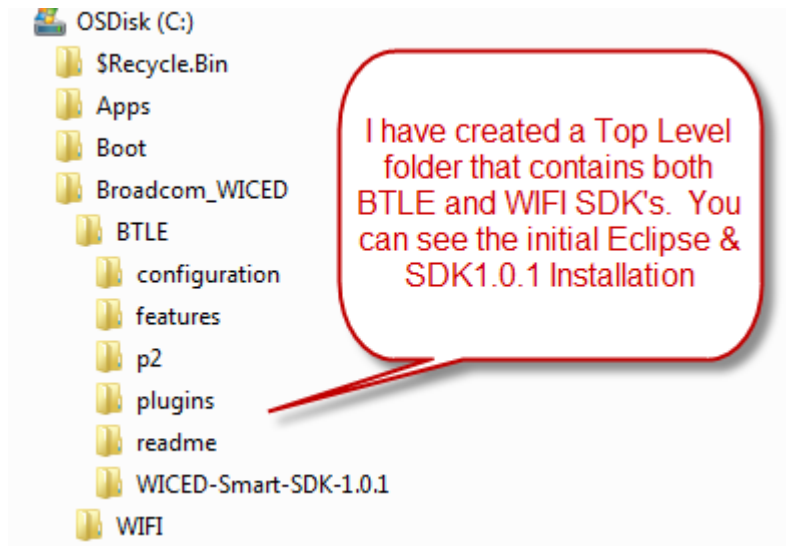 OSDisk (C:)
$Recycle.Bin
Apps
Boot
Broadcom_WICED
BTLE
configuration
features
p2
plugins
readme
WICED-Smart-SDK-1.0.1
WIFI
I have created a Top Level
folder that contains both
BTLE and WIFI SDK's. You
can see the initial Eclipse &
SDK1.0.1 Installation